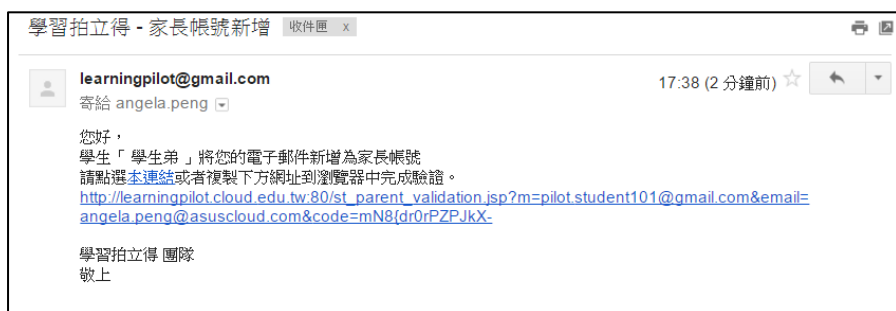 學習拍立得 - 家長帳號新增 收件匣 x
learningpilot@gmail.com 17:38 (2 分鐘前)
寄給 angela.peng
您好，
學生「 學生弟 」將您的電子郵件新增為家長帳號
請點選本連結或者複製下方網址到瀏覽器中完成驗證。
http://learningpilot.cloud.edu.tw:80/st_parent_validation.jsp?m=pilot.student101@gmail.com&email=
angela.peng@asuscloud.com&code=mN8{dr0rPZPJkX-
學習拍立得 團隊
敬上